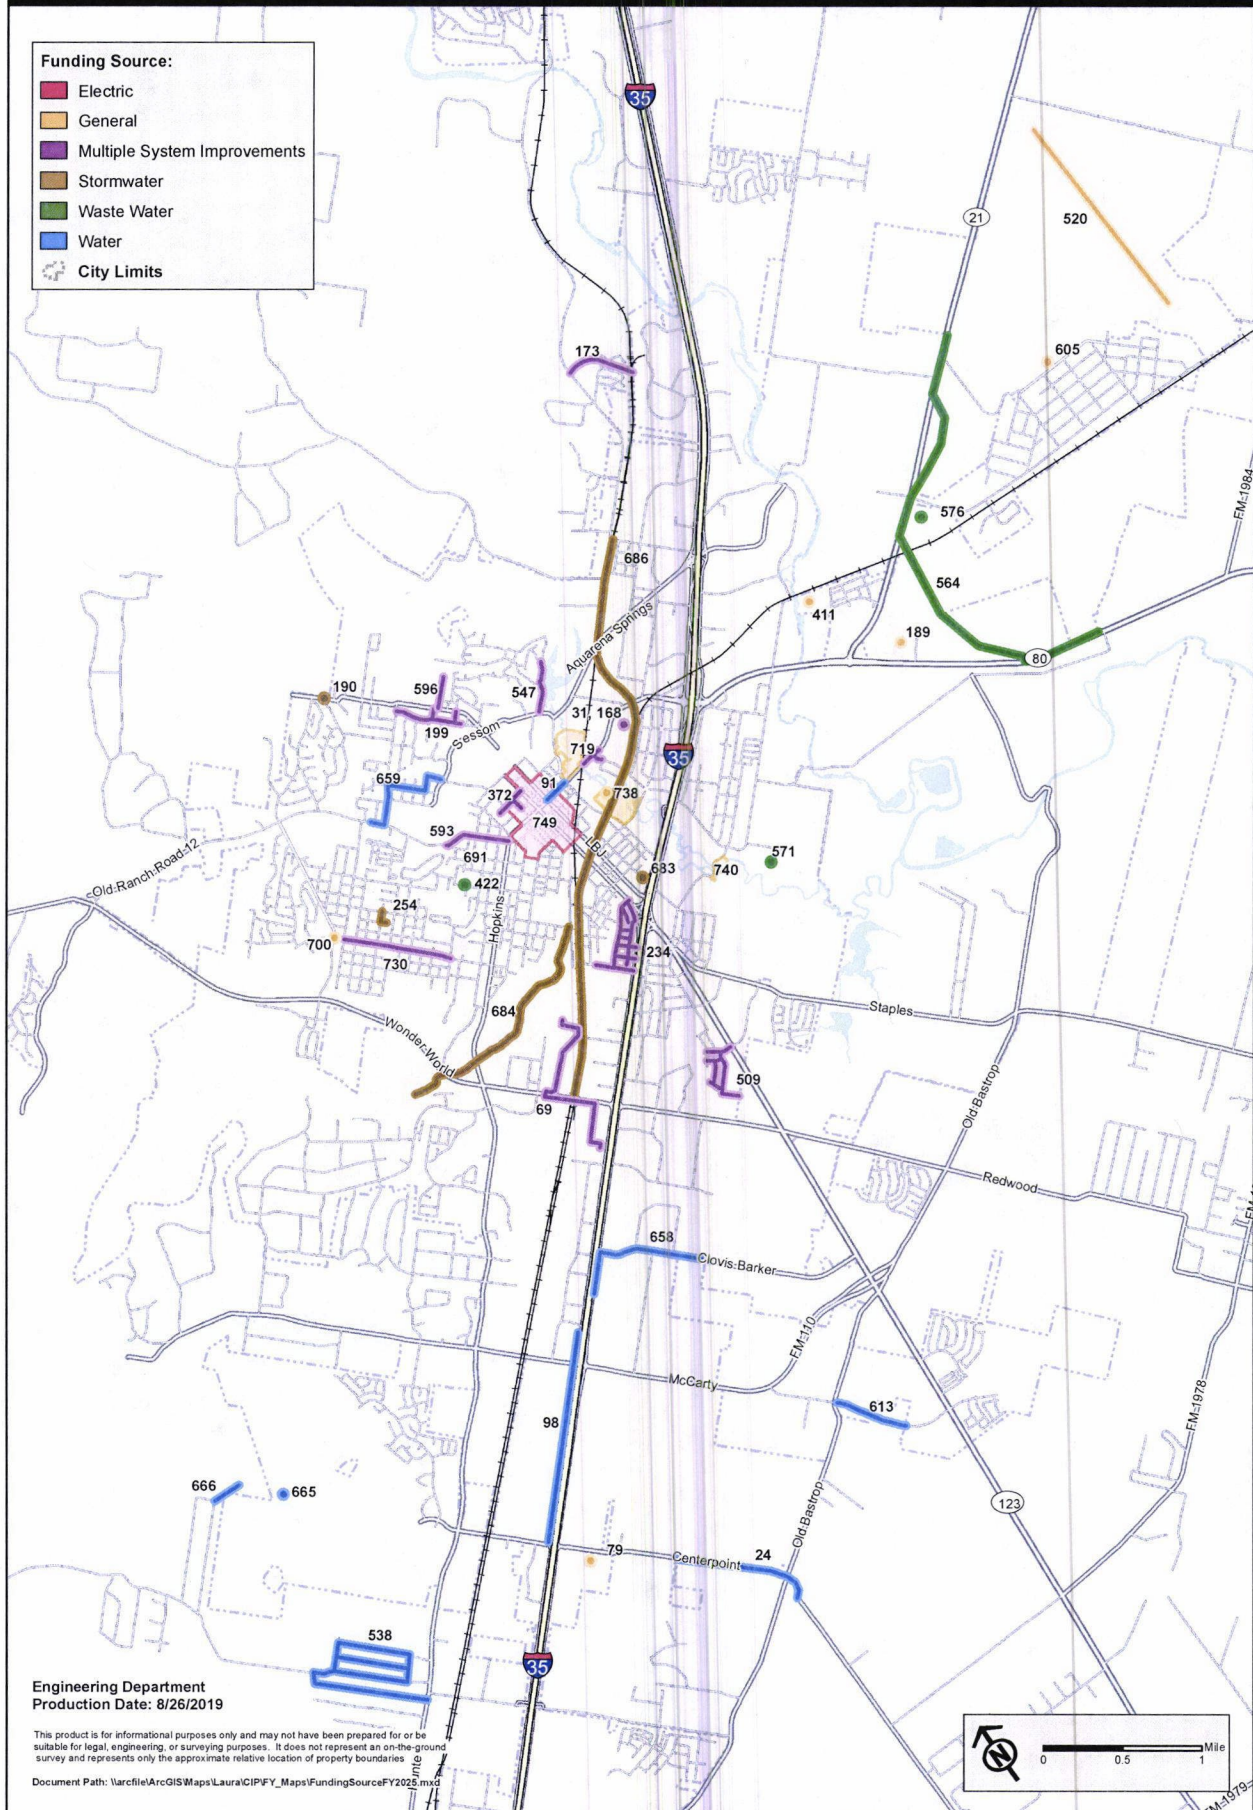 Funding Source:
Electric
General
Multiple System Improvements
Stormwater
Waste Water
Water
City Limits
35
21
520
173
605
FM-1984
576
686
564
411
Aquarena Springs
189
80
190
596
547
31, 168
199
Sessom
719
35
659
91
372
738
749
593
LBJ
691
571
683
740
Old Ranch Road 12
422
254
Hopkins
700
234
730
684
Staples
Wonder World
509
Old Bastrop
69
Redwood
658
Clovis Barker
FM-110
McCarty
613
98
FM-1978
666
665
123
Old Bastrop
79
Centerpoint
24
538
35
Engineering Department
Production Date: 8/26/2019
This product is for informational purposes only and may not have been prepared for or be
suitable for legal, engineering, or surveying purposes. It does not represent an on-the-ground
survey and represents only the approximate relative location of property boundaries
Document Path: \\arcfile\ArcGIS\Maps\Laura\CIP\FY_Maps\FundingSourceFY2025.mxd
N
Mile
0 0.5 1
FM-1979